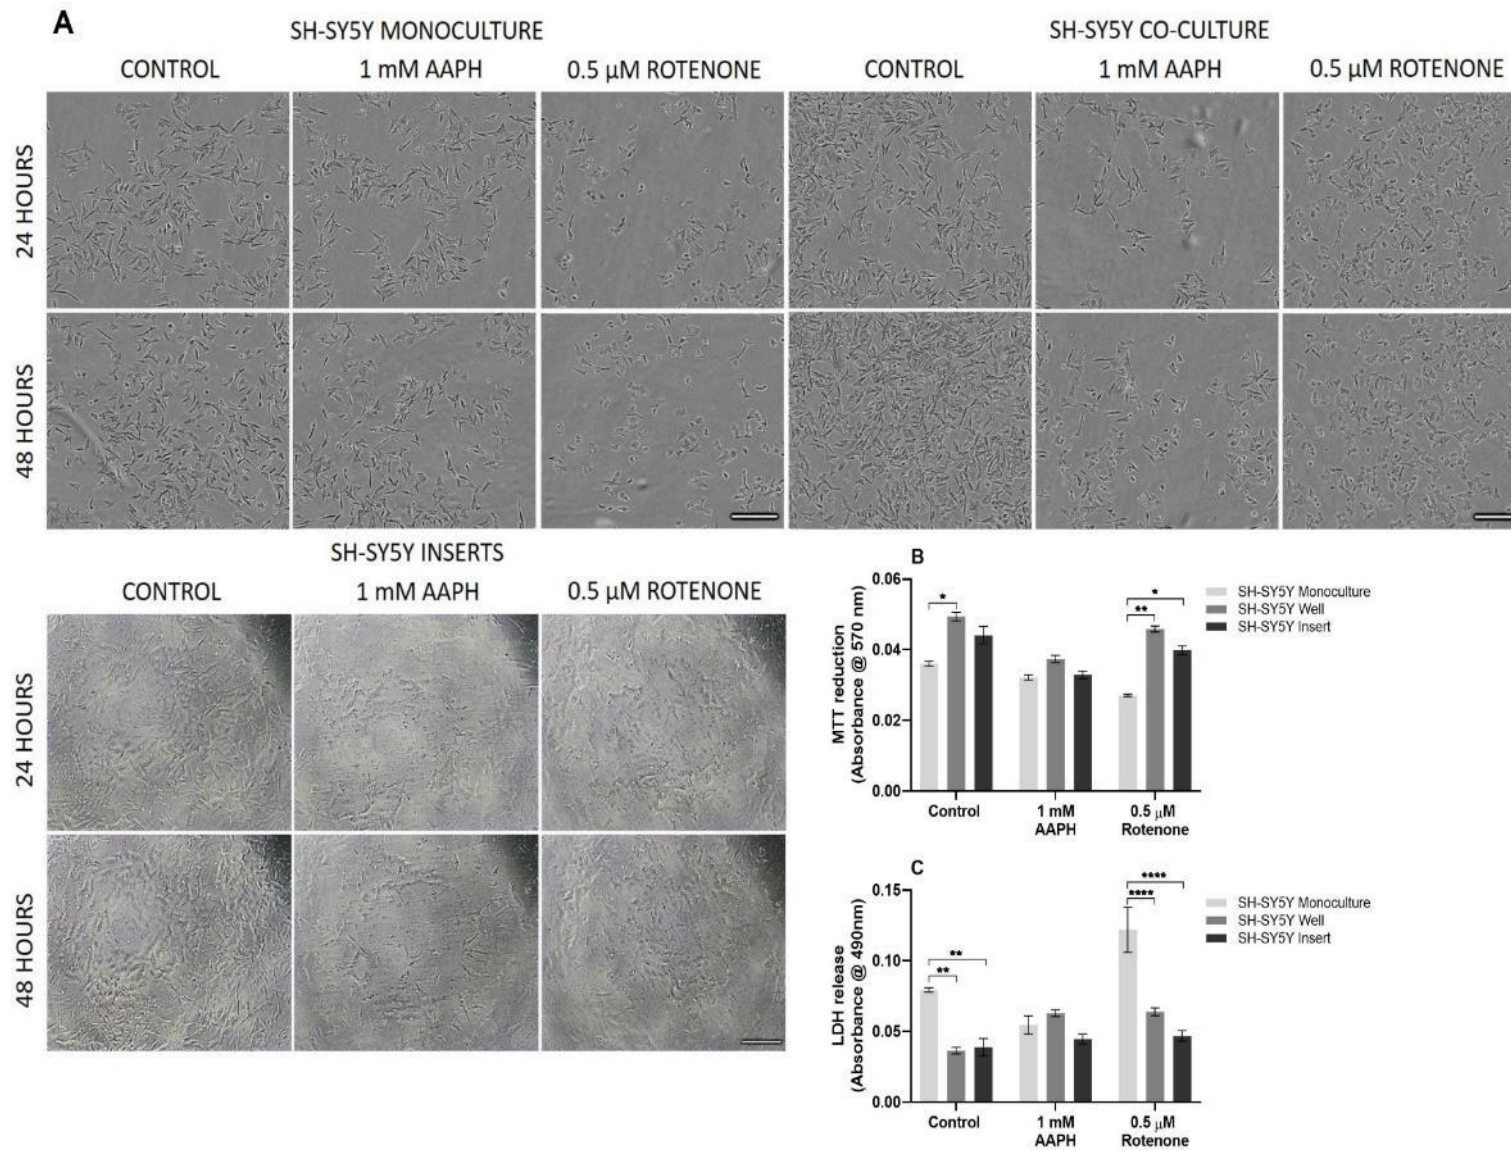 A
SH-SY5Y MONOCULTURE
SH-SY5Y CO-CULTURE
CONTROL
1 mM AAPH
0.5 µM ROTENONE
CONTROL
1 mM AAPH
0.5 µM ROTENONE
24 HOURS
48 HOURS
SH-SY5Y INSERTS
CONTROL
1 mM AAPH
0.5 µM ROTENONE
24 HOURS
48 HOURS
B
MTT reduction
(Absorbance @ 570 nm)
0.06
0.04
0.02
0.00
*
**
*
Control
1 mM
AAPH
0.5 µM
Rotenone
SH-SY5Y Monoculture
SH-SY5Y Well
SH-SY5Y Insert
C
LDH release
(Absorbance @ 490nm)
0.15
0.10
0.05
0.00
**
**
****
****
Control
1 mM
AAPH
0.5 µM
Rotenone
SH-SY5Y Monoculture
SH-SY5Y Well
SH-SY5Y Insert